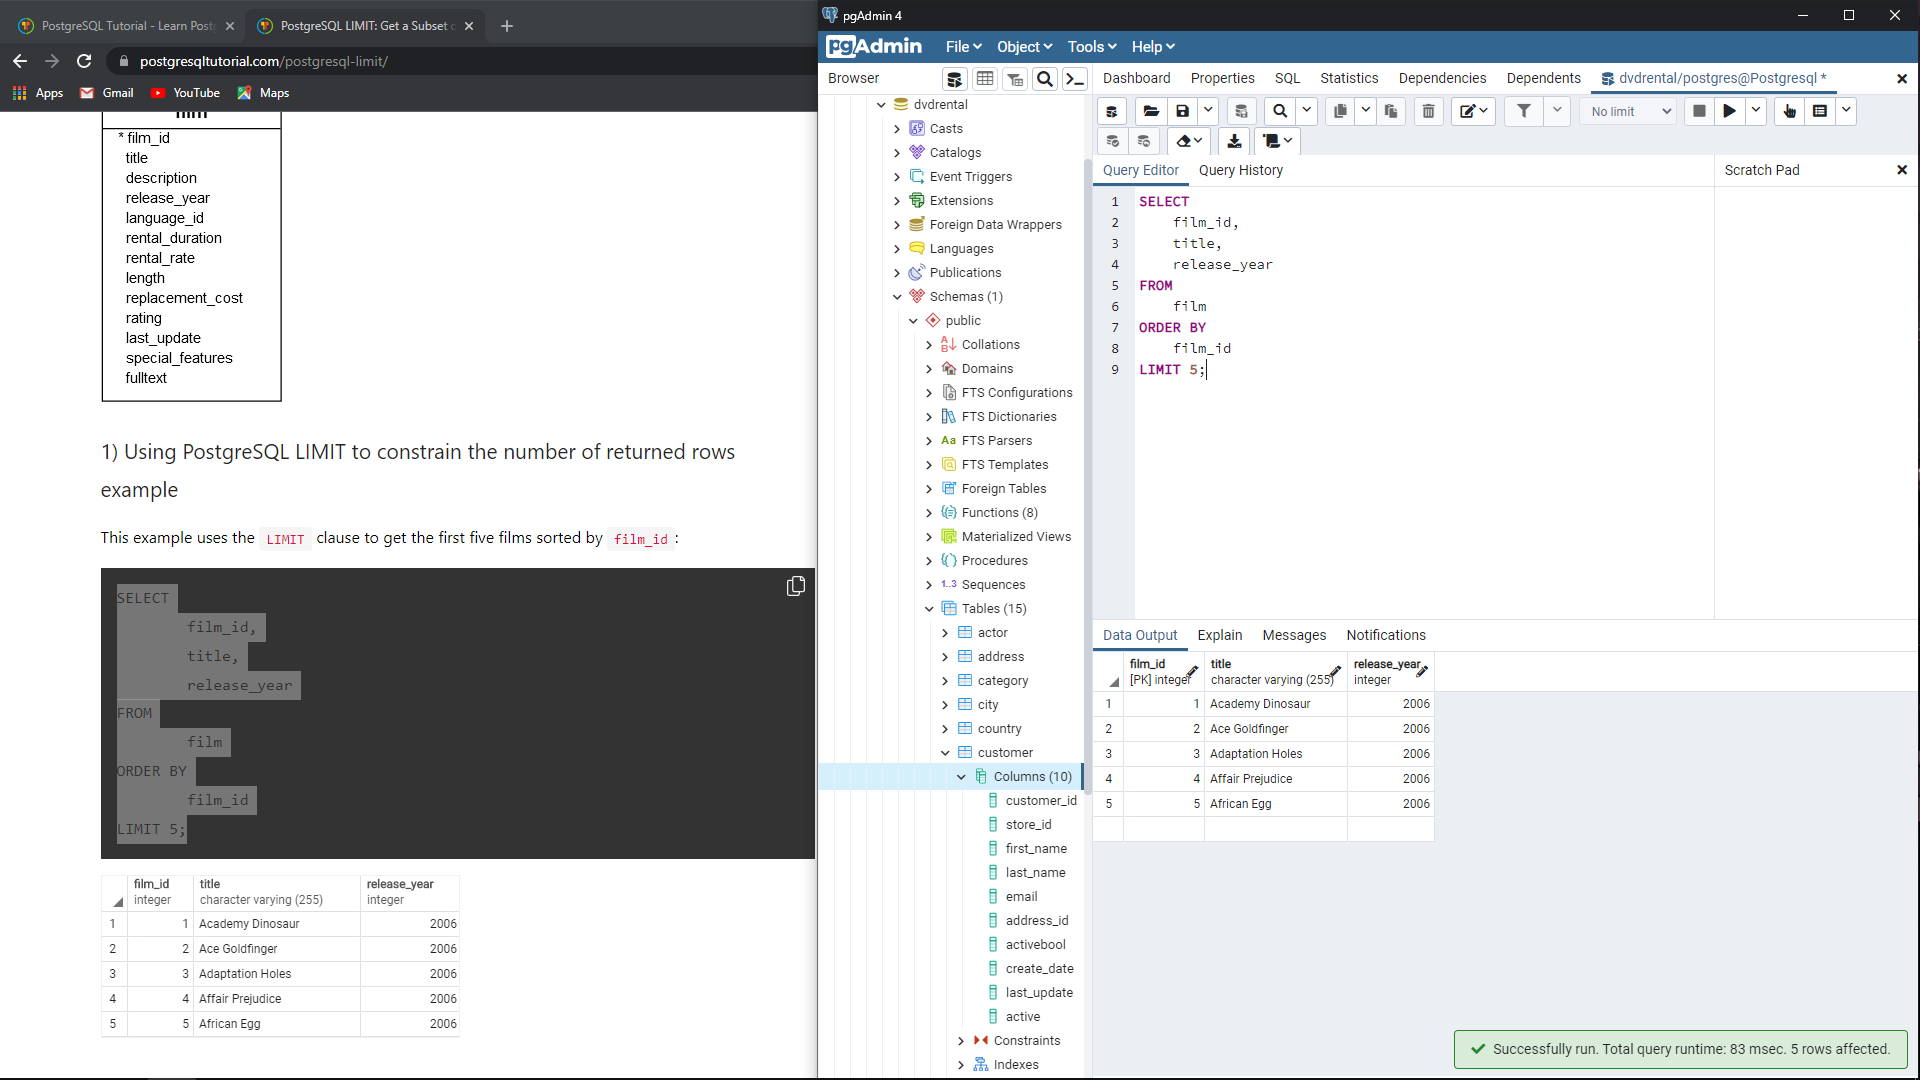 PostgreSQL Tutorial - Learn Post
PostgreSQL LIMIT: Get a Subset o
postgresqltutorial.com/postgresql-limit/
Apps
Gmail
YouTube
Maps
film
* film_id
title
description
release_year
language_id
rental_duration
rental_rate
length
replacement_cost
rating
last_update
special_features
fulltext
1) Using PostgreSQL LIMIT to constrain the number of returned rows
example
This example uses the LIMIT clause to get the first five films sorted by film_id :
SELECT
film_id,
title,
release_year
FROM
film
ORDER BY
film_id
LIMIT 5;
film_id title release_year
integer character varying (255) integer
1 1 Academy Dinosaur 2006
2 2 Ace Goldfinger 2006
3 3 Adaptation Holes 2006
4 4 Affair Prejudice 2006
5 5 African Egg 2006
pgAdmin 4
pgAdmin
File Object Tools Help
Browser
Dashboard Properties SQL Statistics Dependencies Dependents dvdrental/postgres@Postgresql *
No limit
dvdrental
Casts
Catalogs
Event Triggers
Extensions
Foreign Data Wrappers
Languages
Publications
Schemas (1)
public
Collations
Domains
FTS Configurations
FTS Dictionaries
Aa FTS Parsers
FTS Templates
Foreign Tables
Functions (8)
Materialized Views
Procedures
1..3 Sequences
Tables (15)
actor
address
category
city
country
customer
Columns (10)
customer_id
store_id
first_name
last_name
email
address_id
activebool
create_date
last_update
active
Constraints
Indexes
Query Editor Query History
Scratch Pad
1 SELECT
2 film_id,
3 title,
4 release_year
5 FROM
6 film
7 ORDER BY
8 film_id
9 LIMIT 5;
Data Output Explain Messages Notifications
film_id title release_year
[PK] integer character varying (255) integer
1 1 Academy Dinosaur 2006
2 2 Ace Goldfinger 2006
3 3 Adaptation Holes 2006
4 4 Affair Prejudice 2006
5 5 African Egg 2006
Successfully run. Total query runtime: 83 msec. 5 rows affected.